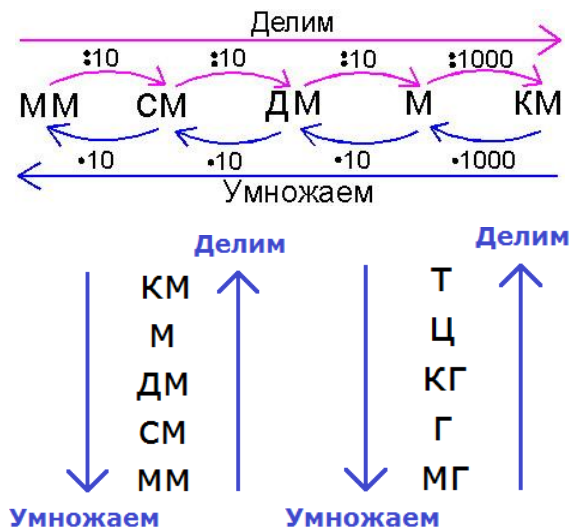 Делим
:10 :10 :10 :1000
ММ СМ ДМ М КМ
•10 •10 •10 •1000
Умножаем
Делим
КМ
М
ДМ
СМ
ММ
Умножаем
Делим
Т
Ц
КГ
Г
МГ
Умножаем